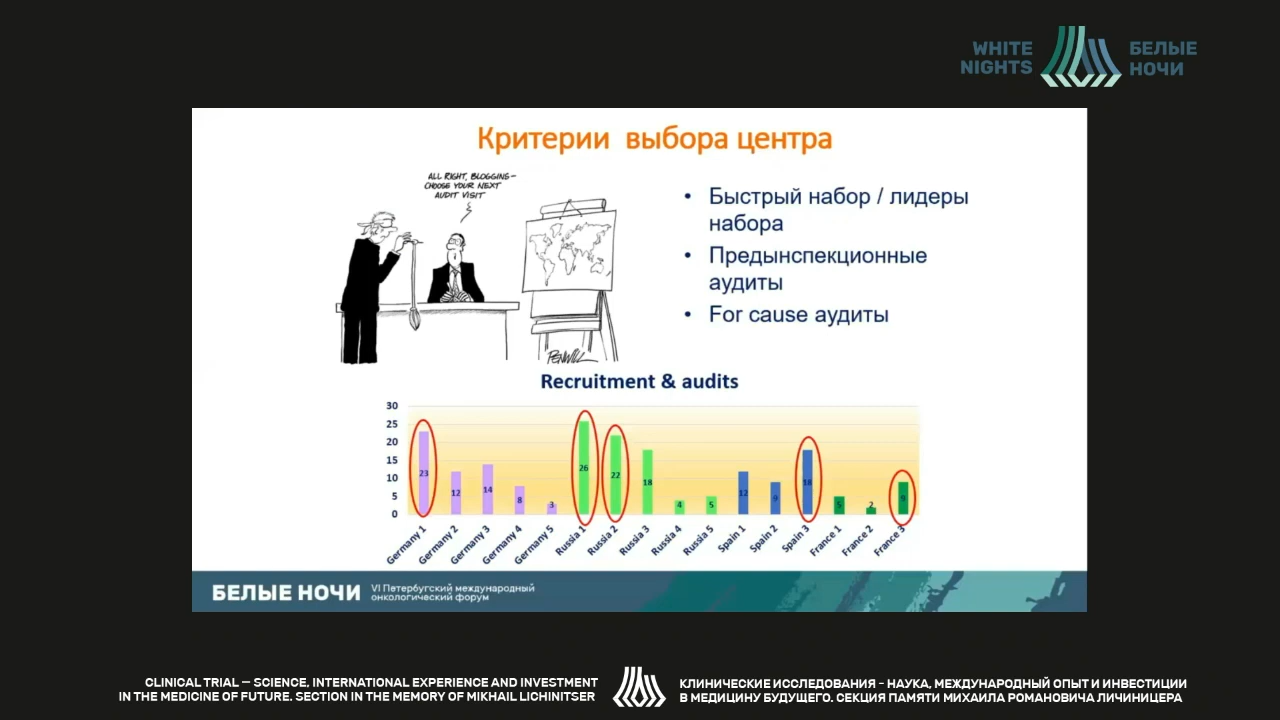 WHITE
NIGHTS
БЕЛЫЕ
НОЧИ
Критерии выбора центра
ALL RIGHT, BLOGGINS-
CHOOSE YOUR NEXT
AUDIT VISIT
• Быстрый набор / лидеры
набора
• Предынспекционные
аудиты
• For cause аудиты
PENWILL
Recruitment & audits
30
25
20
15
10
5
0
23
12
14
8
3
26
22
18
4
5
12
9
18
5
2
9
Germany 1
Germany 2
Germany 3
Germany 4
Germany 5
Russia 1
Russia 2
Russia 3
Russia 4
Russia 5
Spain 1
Spain 2
Spain 3
France 1
France 2
France 3
БЕЛЫЕ НОЧИ
VI Петербугский международный
онкологический форум
CLINICAL TRIAL – SCIENCE, INTERNATIONAL EXPERIENCE AND INVESTMENT
IN THE MEDICINE OF FUTURE. SECTION IN THE MEMORY OF MIKHAIL LICHINITSER
КЛИНИЧЕСКИЕ ИССЛЕДОВАНИЯ - НАУКА, МЕЖДУНАРОДНЫЙ ОПЫТ И ИНВЕСТИЦИИ
В МЕДИЦИНУ БУДУЩЕГО. СЕКЦИЯ ПАМЯТИ МИХАИЛА РОМАНОВИЧА ЛИЧИНИЦЕРА